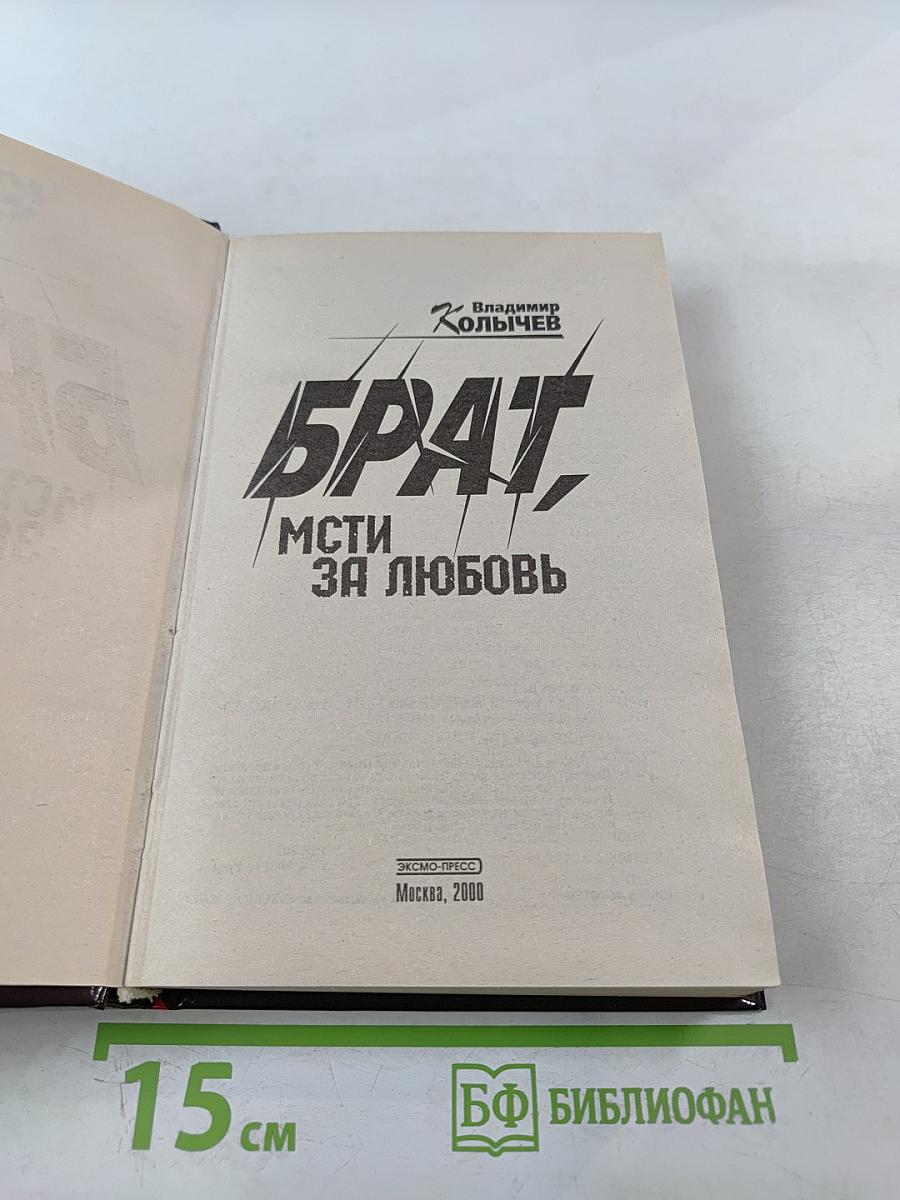 Владимир
Колычев
БРАТ,
МСТИ
ЗА ЛЮБОВЬ
ЭКСМО-ПРЕСС
Москва, 2000
15 см
БФ БИБЛИОФАН